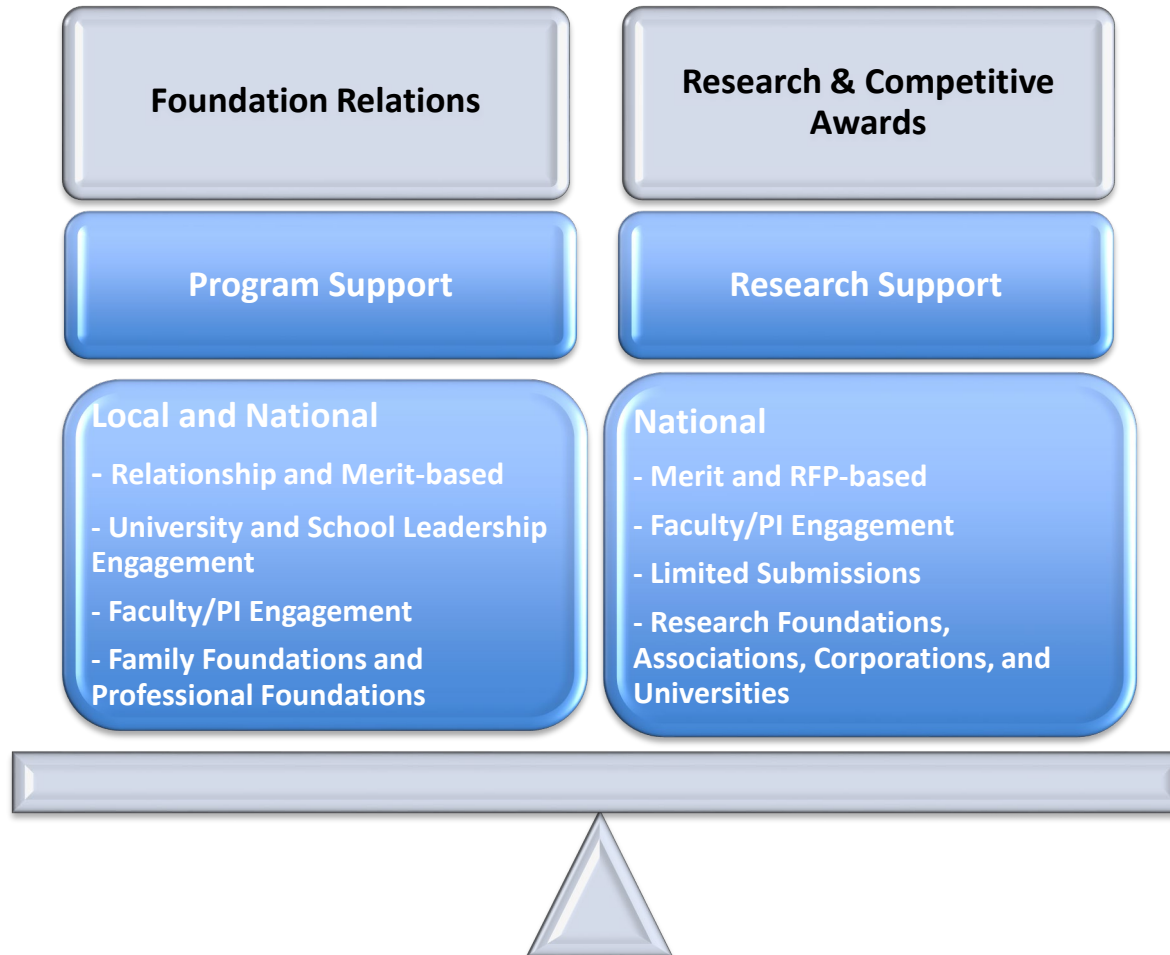 Foundation Relations
Program Support
Local and National
- Relationship and Merit-based
- University and School Leadership
Engagement
- Faculty/PI Engagement
- Family Foundations and
Professional Foundations
Research & Competitive
Awards
Research Support
National
- Merit and RFP-based
- Faculty/PI Engagement
- Limited Submissions
- Research Foundations,
Associations, Corporations, and
Universities